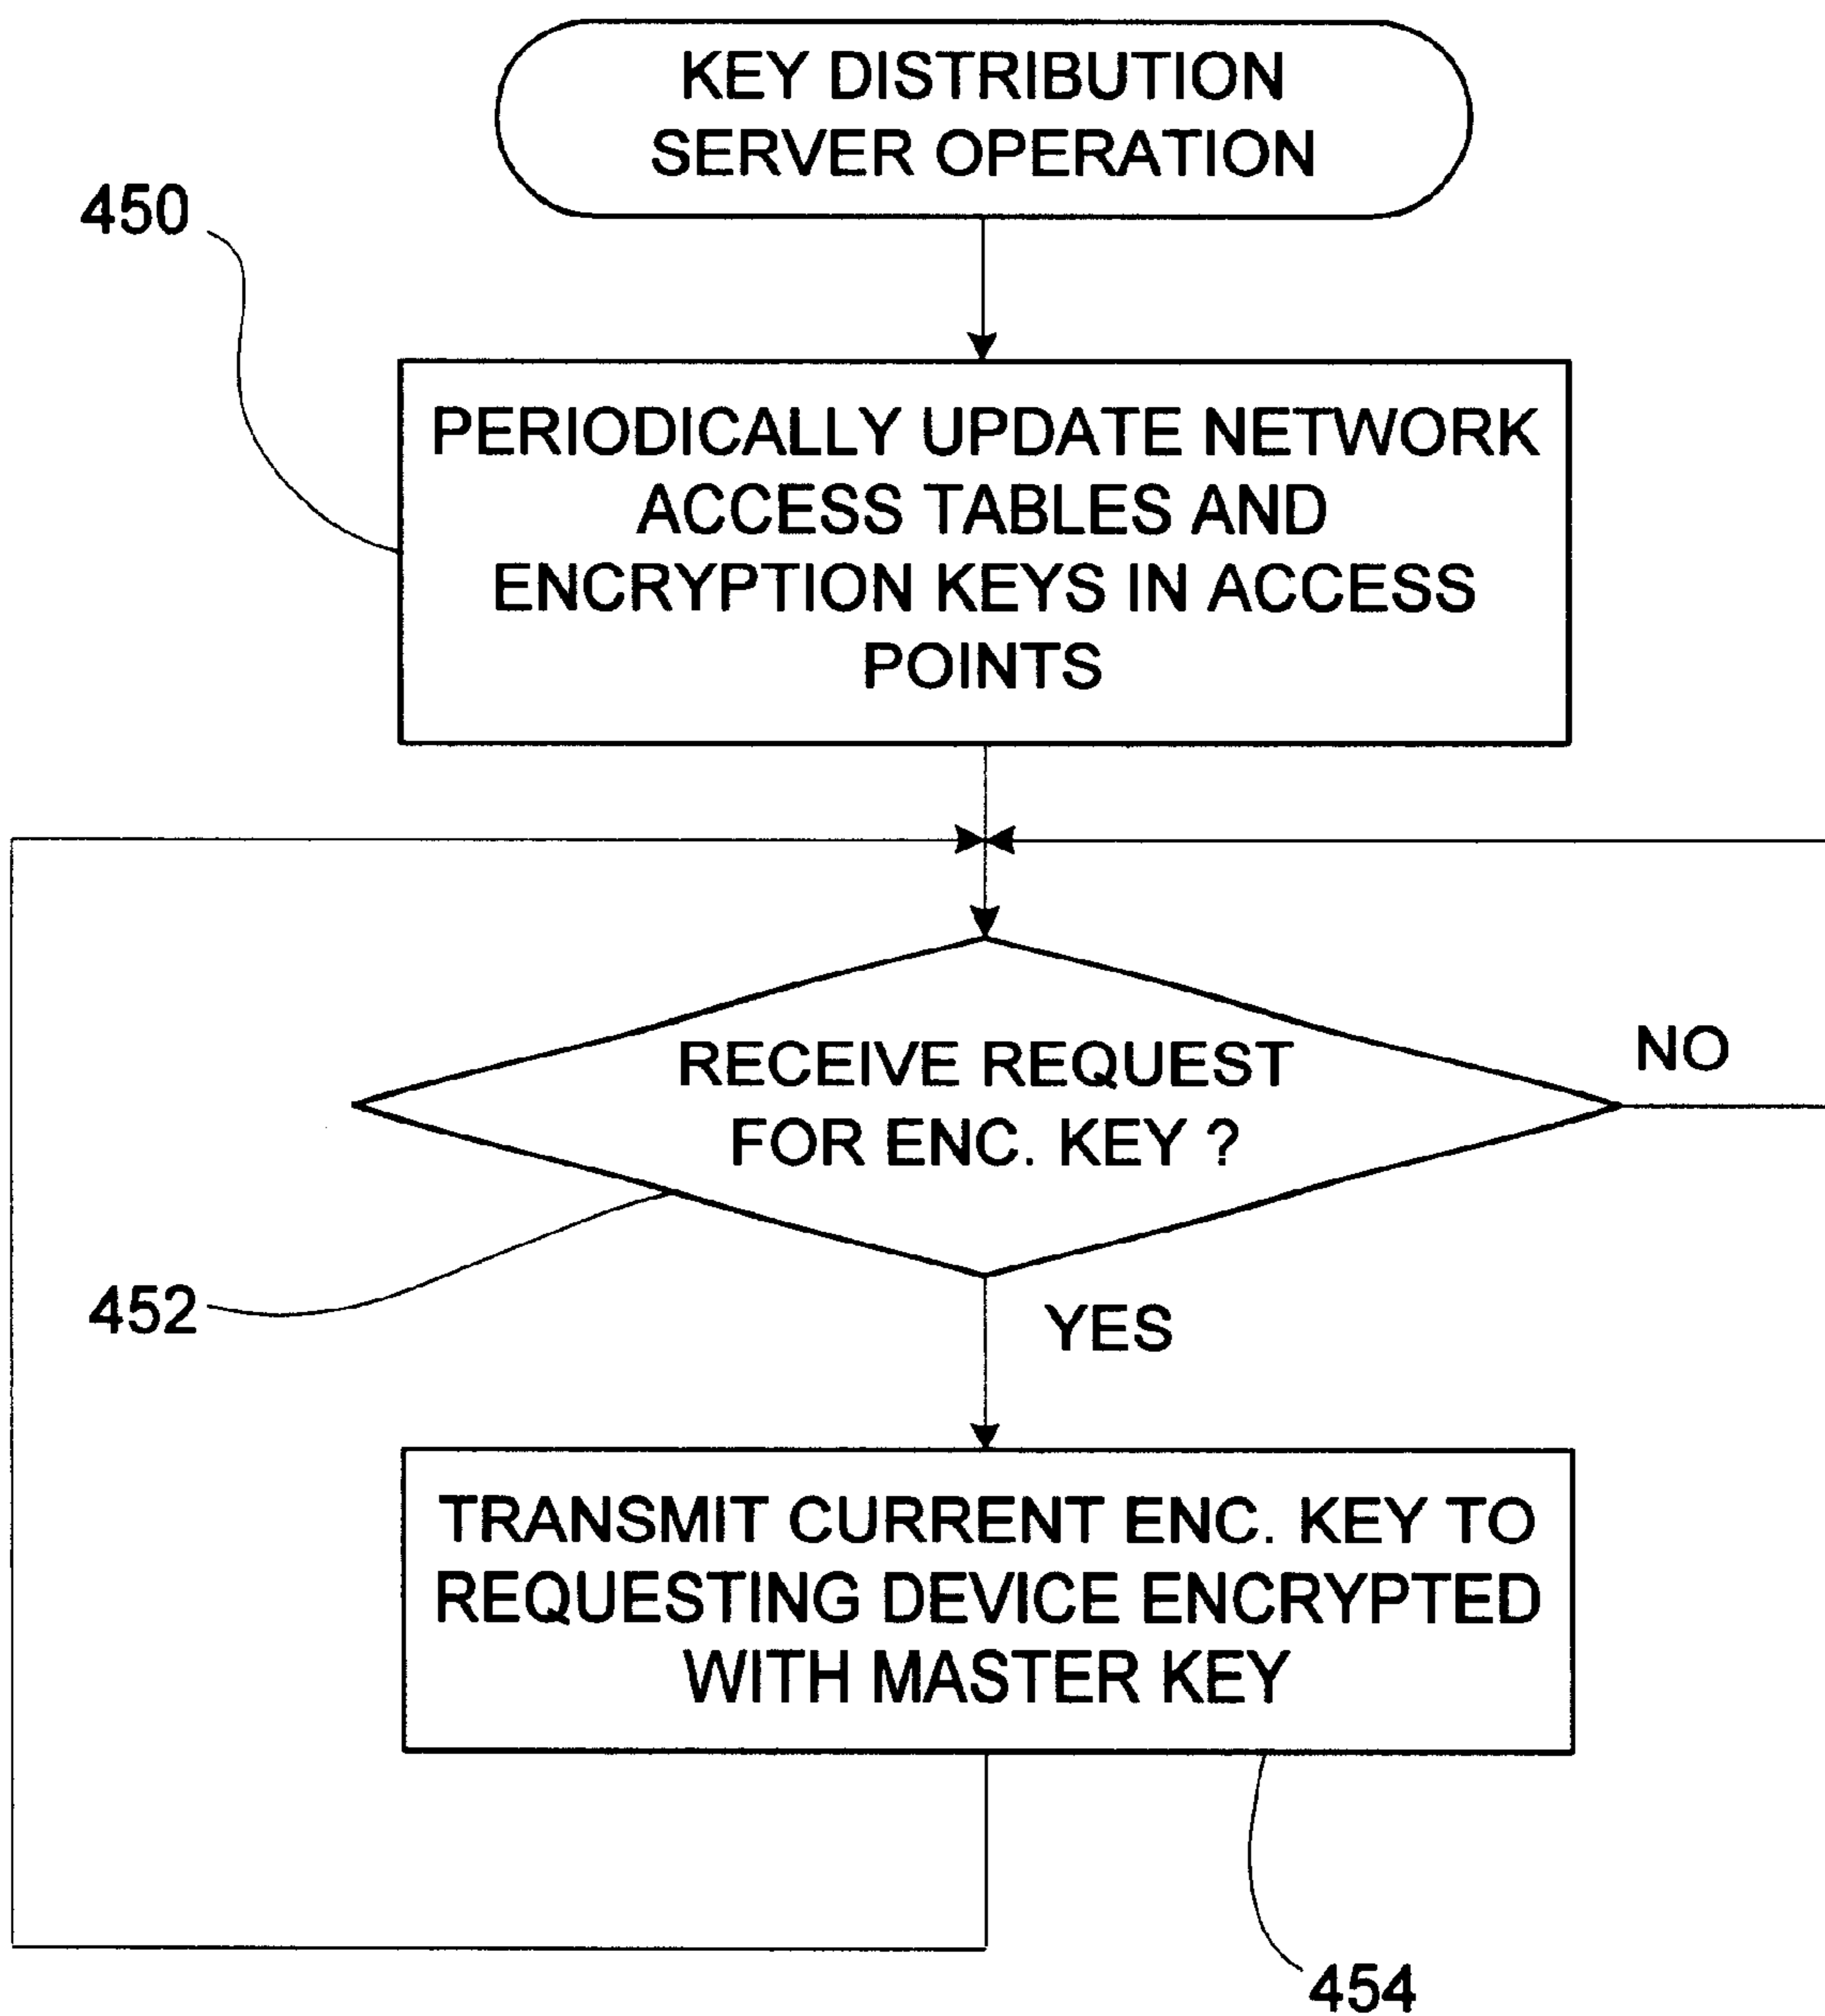 KEY DISTRIBUTION
SERVER OPERATION
450
PERIODICALLY UPDATE NETWORK
ACCESS TABLES AND
ENCRYPTION KEYS IN ACCESS
POINTS
RECEIVE REQUEST
FOR ENC. KEY ?
NO
452
YES
TRANSMIT CURRENT ENC. KEY TO
REQUESTING DEVICE ENCRYPTED
WITH MASTER KEY
454